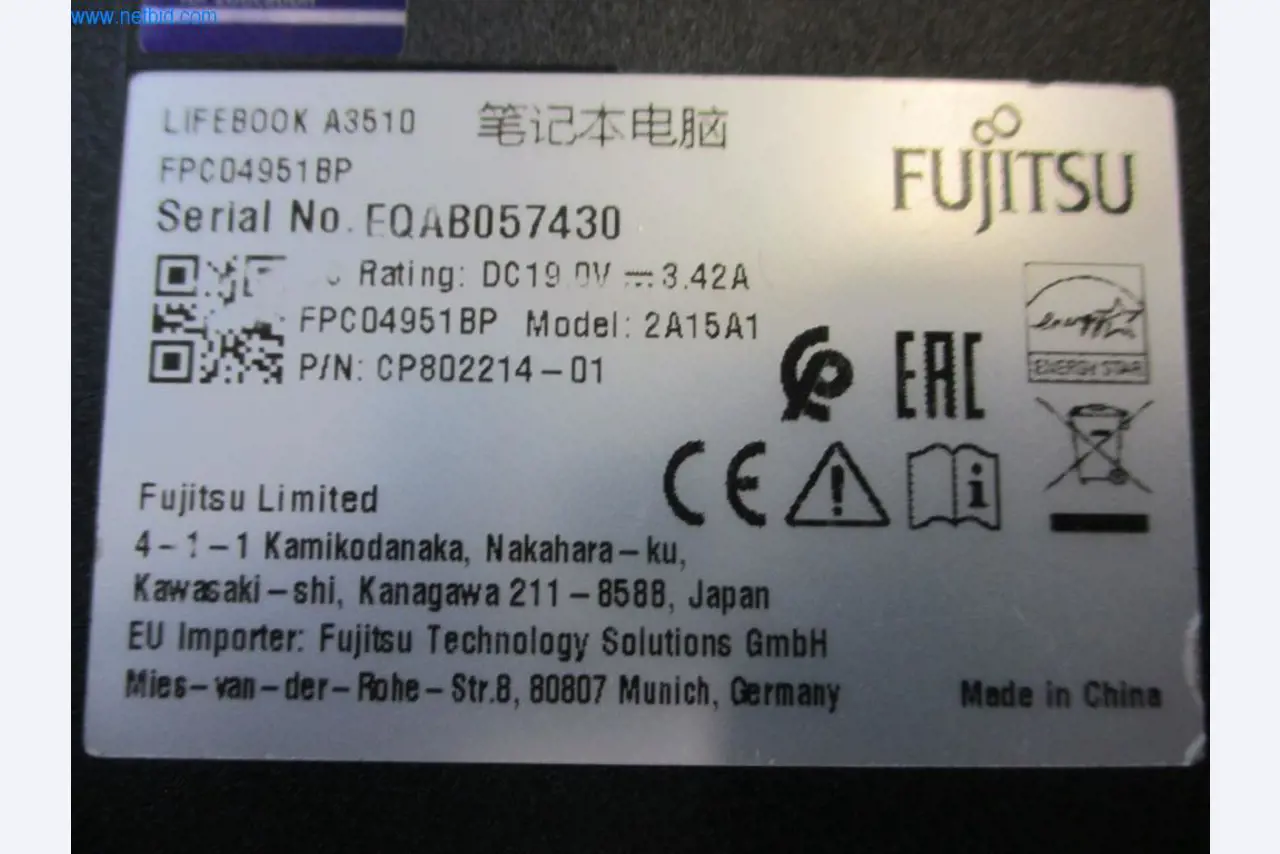 www.netbid.com
LIFEBOOK A3510 笔记本电脑
FUJITSU
FPC04951BP
Serial No. EQAB057430
Rating: DC19.0V 3.42A
FPC04951BP Model: 2A15A1
P/N: CP802214-01
EAC
ENERGY STAR
CE
Fujitsu Limited
4-1-1 Kamikodanaka, Nakahara-ku,
Kawasaki-shi, Kanagawa 211-8588, Japan
EU Importer: Fujitsu Technology Solutions GmbH
Mies-van-der-Rohe-Str.8, 80807 Munich, Germany
Made in China